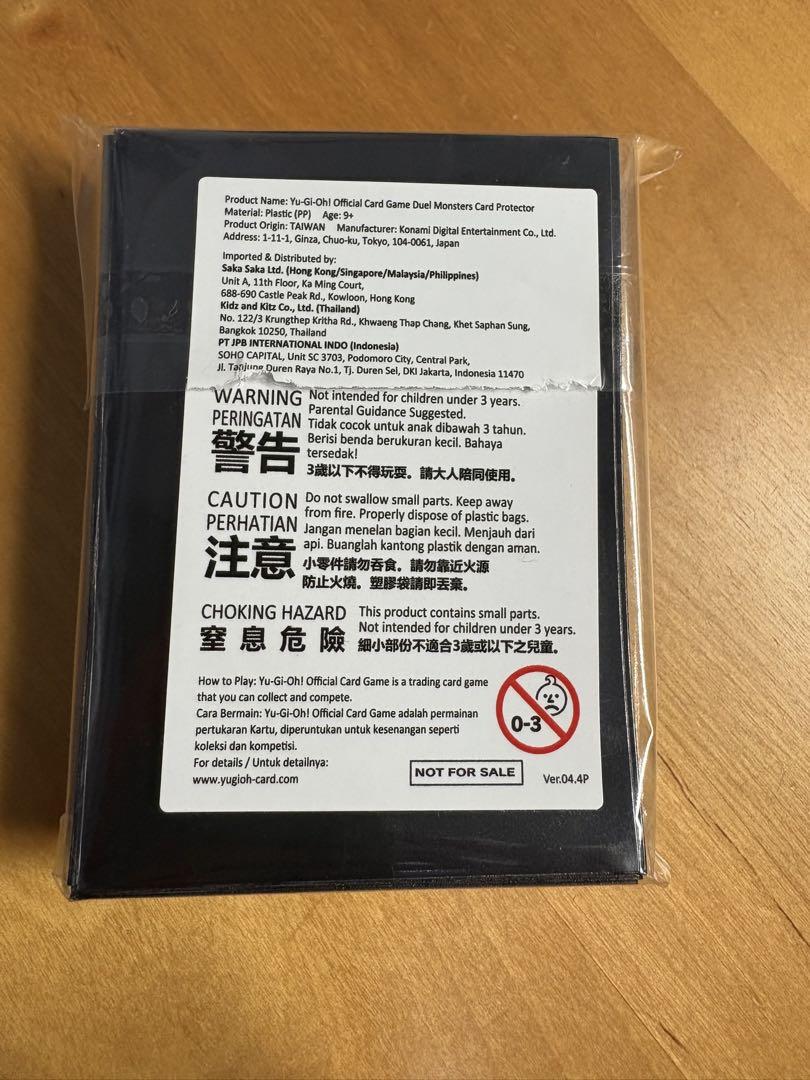 Product Name: Yu-Gi-Oh! Official Card Game Duel Monsters Card Protector
Material: Plastic (PP) Age: 9+
Product Origin: TAIWAN Manufacturer: Konami Digital Entertainment Co., Ltd.
Address: 1-11-1, Ginza, Chuo-ku, Tokyo, 104-0061, Japan
Imported & Distributed by:
Saka Saka Ltd. (Hong Kong/Singapore/Malaysia/Philippines)
Unit A, 11th Floor, Ka Ming Court,
688-690 Castle Peak Rd., Kowloon, Hong Kong
Kidz and Kitz Co., Ltd. (Thailand)
No. 122/3 Krungthep Kritha Rd., Khwaeng Thap Chang, Khet Saphan Sung,
Bangkok 10250, Thailand
PT JPB INTERNATIONAL INDO (Indonesia)
SOHO CAPITAL, Unit SC 3703, Podomoro City, Central Park,
Jl. Tanjung Duren Raya No.1, Tj. Duren Sel, DKI Jakarta, Indonesia 11470
WARNING
PERINGATAN
警告
Not intended for children under 3 years.
Parental Guidance Suggested.
Tidak cocok untuk anak dibawah 3 tahun.
Berisi benda berukuran kecil. Bahaya
tersedak!
3歲以下不得玩耍。請大人陪同使用。
CAUTION
PERHATIAN
注意
Do not swallow small parts. Keep away
from fire. Properly dispose of plastic bags.
Jangan menelan bagian kecil. Menjauh dari
api. Buanglah kantong plastik dengan aman.
小零件請勿吞食。請勿靠近火源
防止火燒。塑膠袋請即丟棄。
CHOKING HAZARD
窒息危險
This product contains small parts.
Not intended for children under 3 years.
細小部份不適合3歲或以下之兒童。
How to Play: Yu-Gi-Oh! Official Card Game is a trading card game
that you can collect and compete.
Cara Bermain: Yu-Gi-Oh! Official Card Game adalah permainan
pertukaran Kartu, diperuntukan untuk kesenangan seperti
koleksi dan kompetisi.
For details / Untuk detailnya:
www.yugioh-card.com
0-3
NOT FOR SALE
Ver.04.4P